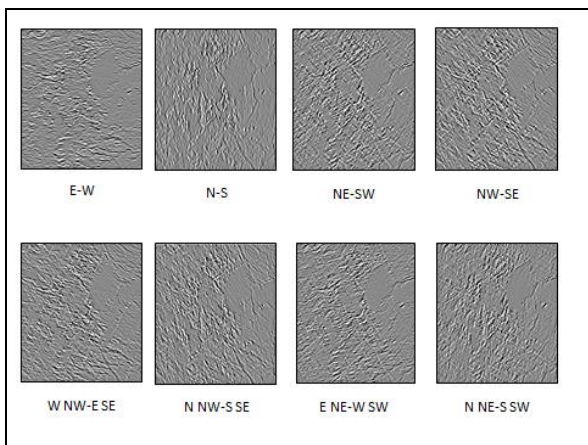 E-W
N-S
NE-SW
NW-SE
W NW-E SE
N NW-S SE
E NE-W SW
N NE-S SW